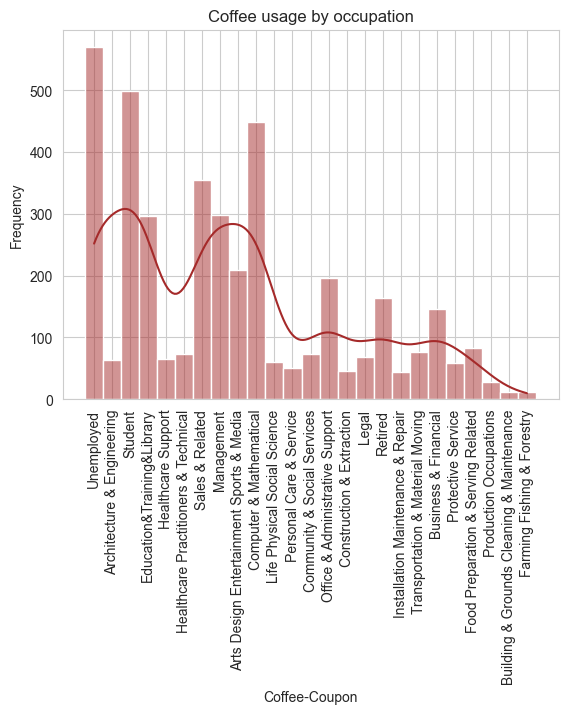 Coffee usage by occupation
Frequency
500
400
300
200
100
0
Unemployed
Architecture & Engineering
Student
Education&Training&Library
Healthcare Support
Healthcare Practitioners & Technical
Sales & Related
Management
Arts Design Entertainment Sports & Media
Computer & Mathematical
Life Physical Social Science
Personal Care & Service
Community & Social Services
Office & Administrative Support
Construction & Extraction
Legal
Retired
Installation Maintenance & Repair
Transportation & Material Moving
Business & Financial
Protective Service
Food Preparation & Serving Related
Production Occupations
Building & Grounds Cleaning & Maintenance
Farming Fishing & Forestry
Coffee-Coupon